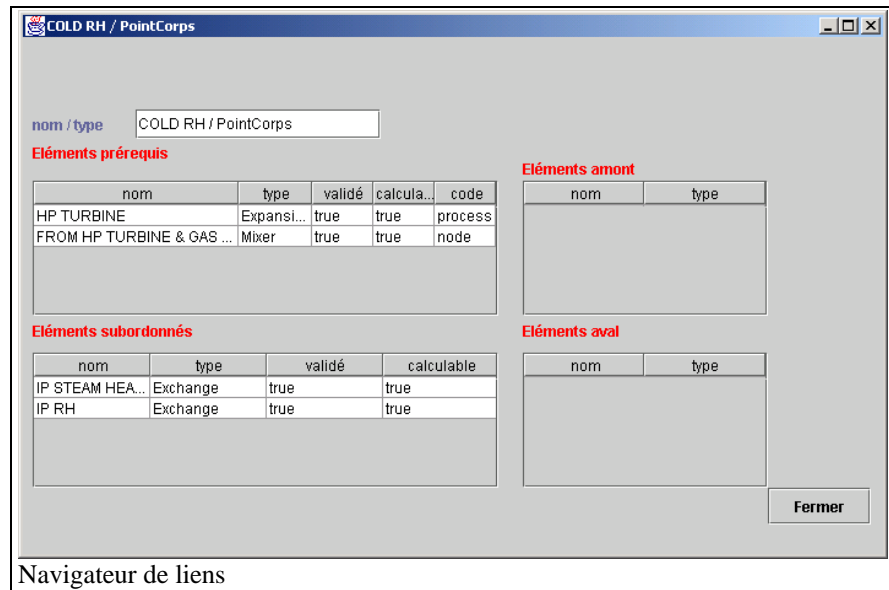 COLD RH / PointCorps
nom / type COLD RH / PointCorps
Eléments prérequis
nom type validé calcula... code
HP TURBINE Expansi... true true process
FROM HP TURBINE & GAS ... Mixer true true node
Eléments amont
nom type
Eléments subordonnés
nom type validé calculable
IP STEAM HEA... Exchange true true
IP RH Exchange true true
Eléments aval
nom type
Fermer
Navigateur de liens